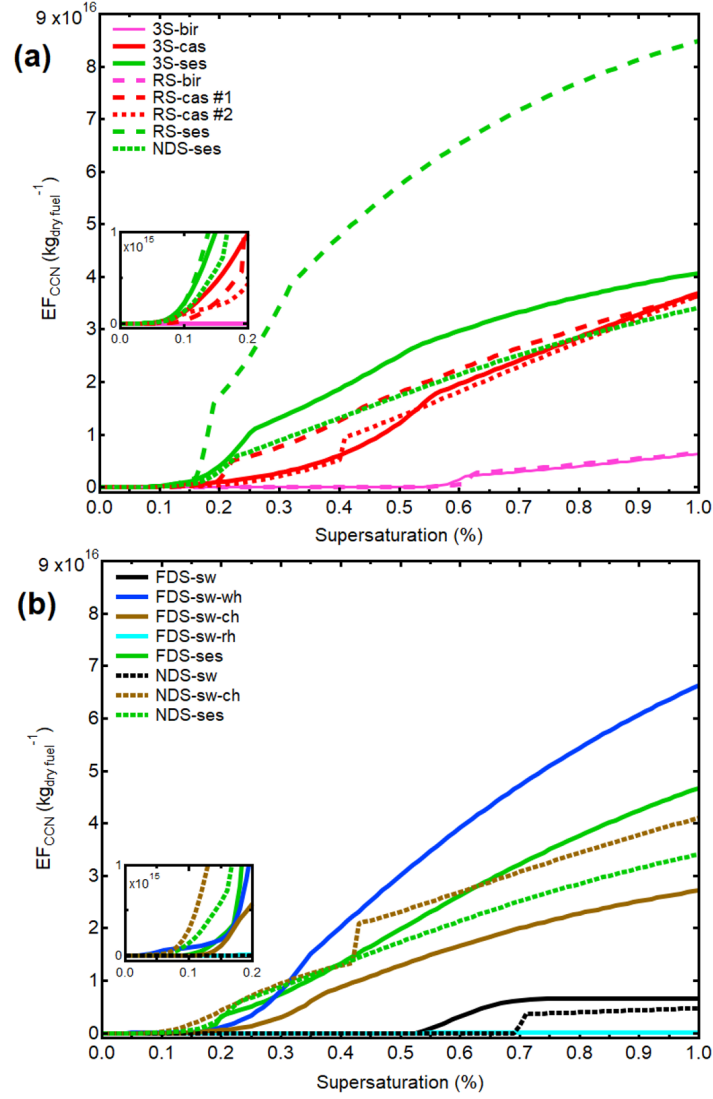 9 x10^16
(a)
3S-bir
3S-cas
3S-ses
RS-bir
RS-cas #1
RS-cas #2
RS-ses
NDS-ses
8
7
6
5
4
3
2
1
0
EF_CCN (kg_dry fuel^-1)
1
x10^15
0
0.0 0.1 0.2
0.0 0.1 0.2 0.3 0.4 0.5 0.6 0.7 0.8 0.9 1.0
Supersaturation (%)
9 x10^16
(b)
FDS-sw
FDS-sw-wh
FDS-sw-ch
FDS-sw-rh
FDS-ses
NDS-sw
NDS-sw-ch
NDS-ses
8
7
6
5
4
3
2
1
0
EF_CCN (kg_dry fuel^-1)
1
x10^15
0
0.0 0.1 0.2
0.0 0.1 0.2 0.3 0.4 0.5 0.6 0.7 0.8 0.9 1.0
Supersaturation (%)